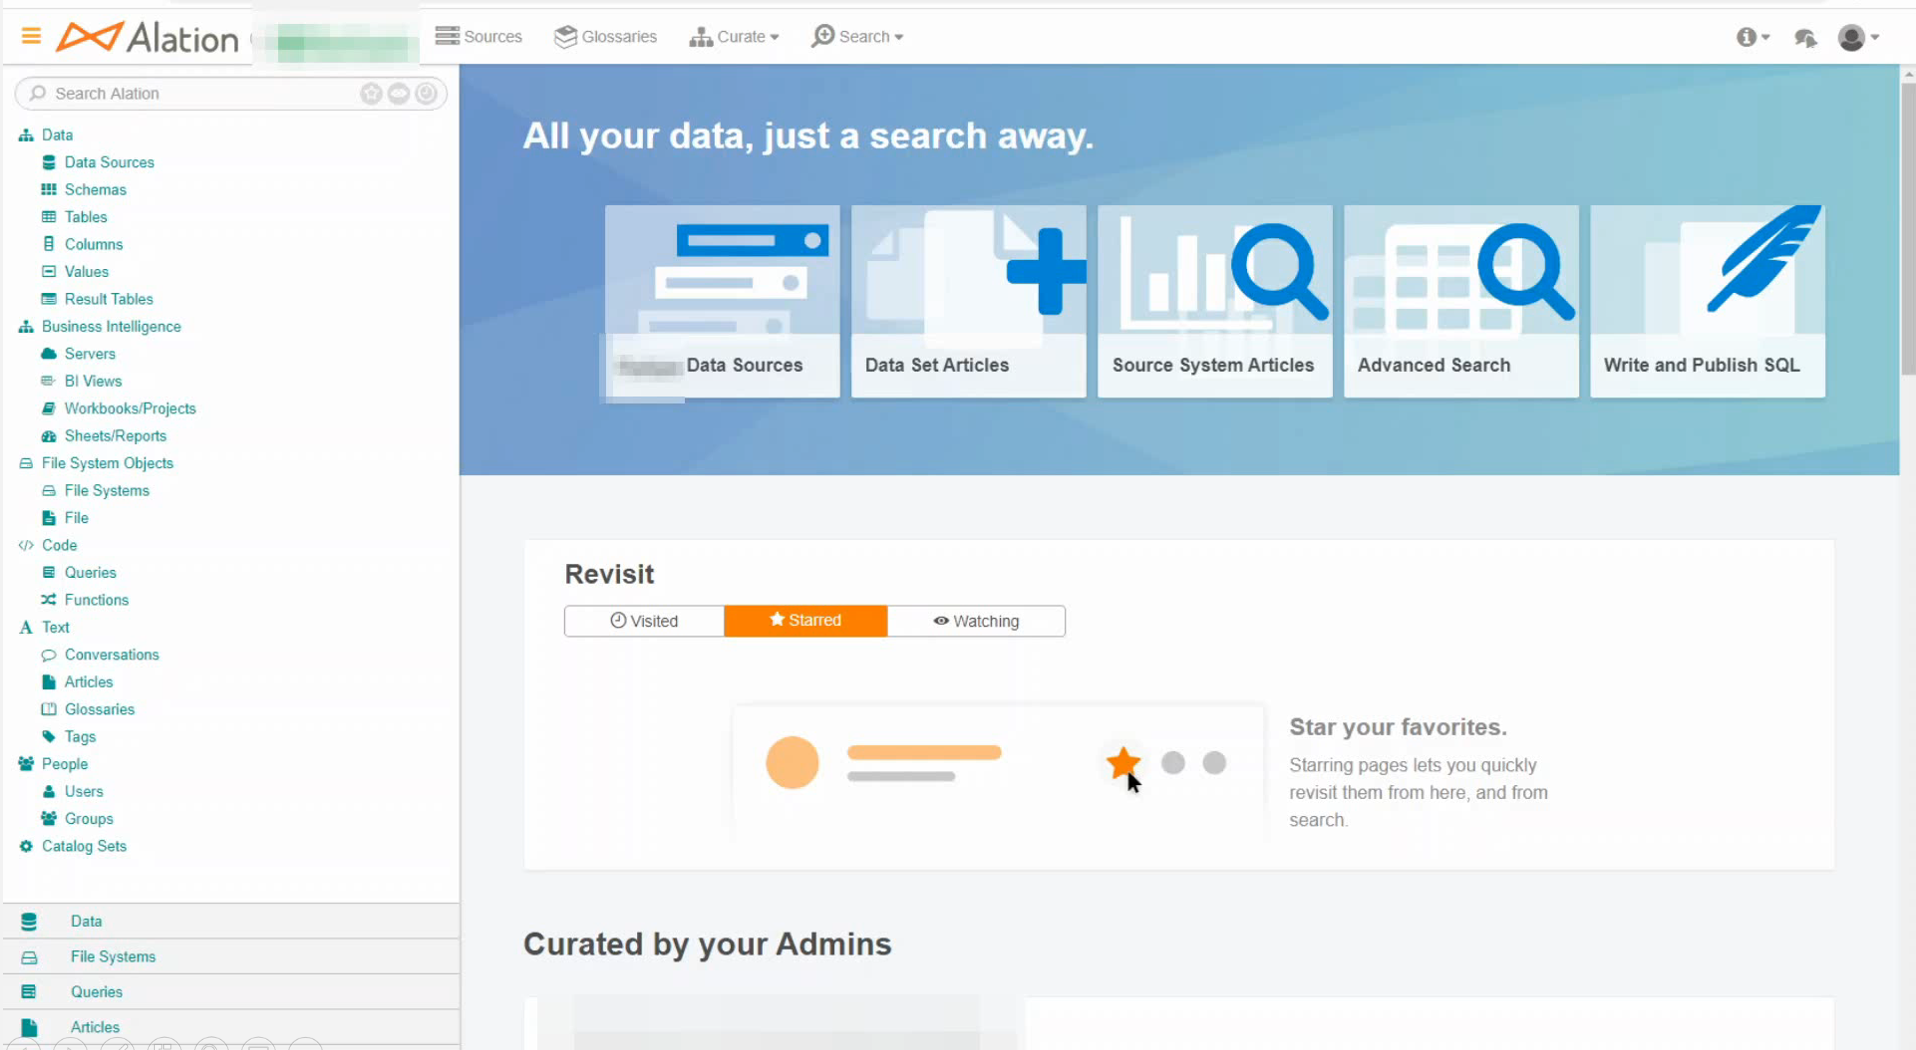 Alation
Sources
Glossaries
Curate
Search
Search Alation
Data
Data Sources
Schemas
Tables
Columns
Values
Result Tables
Business Intelligence
Servers
BI Views
Workbooks/Projects
Sheets/Reports
File System Objects
File Systems
File
Code
Queries
Functions
Text
Conversations
Articles
Glossaries
Tags
People
Users
Groups
Catalog Sets
Data
File Systems
Queries
Articles
All your data, just a search away.
Data Sources
Data Set Articles
Source System Articles
Advanced Search
Write and Publish SQL
Revisit
Visited
Starred
Watching
Star your favorites.
Starring pages lets you quickly
revisit them from here, and from
search.
Curated by your Admins